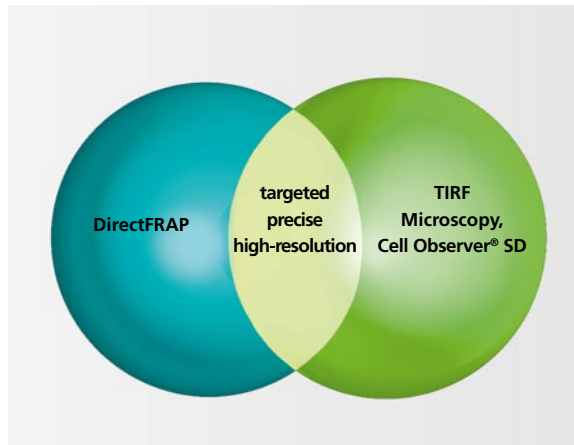 DirectFRAP
targeted
precise
high-resolution
TIRF
Microscopy,
Cell Observer® SD